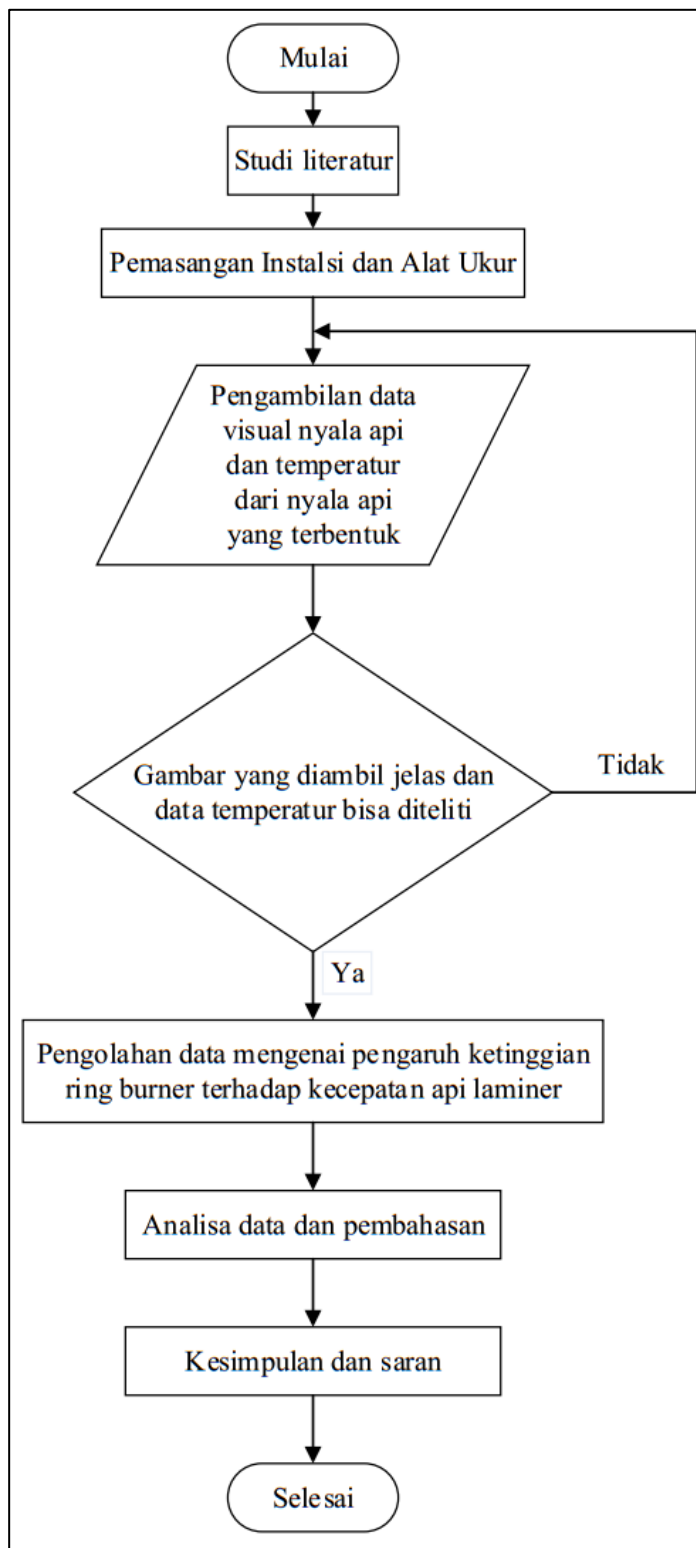 Mulai
Studi literatur
Pemasangan Instalsi dan Alat Ukur
Pengambilan data
visual nyala api
dan temperatur
dari nyala api
yang terbentuk
Gambar yang diambil jelas dan
data temperatur bisa diteliti
Tidak
Ya
Pengolahan data mengenai pengaruh ketinggian
ring burner terhadap kecepatan api laminer
Analisa data dan pembahasan
Kesimpulan dan saran
Selesai